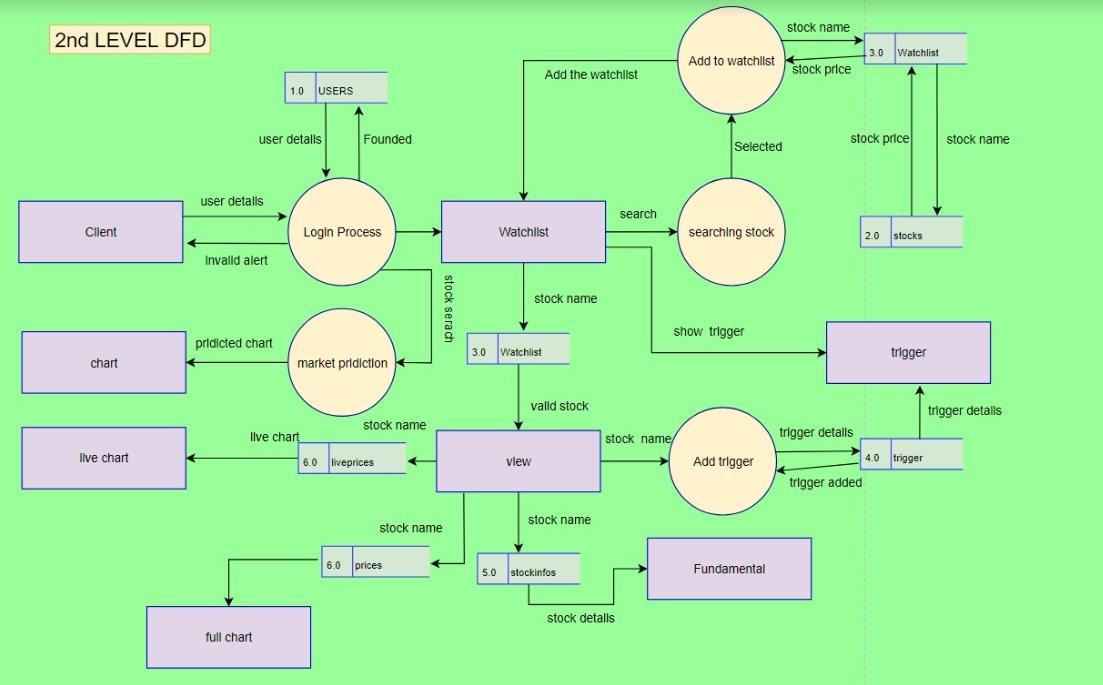 2nd LEVEL DFD
stock name
3.0 Watchlist
Add to watchlist
stock price
Add the watchlist
1.0 USERS
user details
Founded
Selected
stock price
stock name
user details
Client
Login Process
Invalid alert
Watchlist
search
searching stock
2.0 stocks
stock serach
stock name
show trigger
pridicted chart
chart
market pridiction
3.0 Watchlist
trigger
valid stock
trigger details
stock name
live chart
live chart
6.0 liveprices
view
stock name
Add trigger
trigger details
4.0 trigger
trigger added
stock name
stock name
6.0 prices
5.0 stockinfos
Fundamental
stock details
full chart